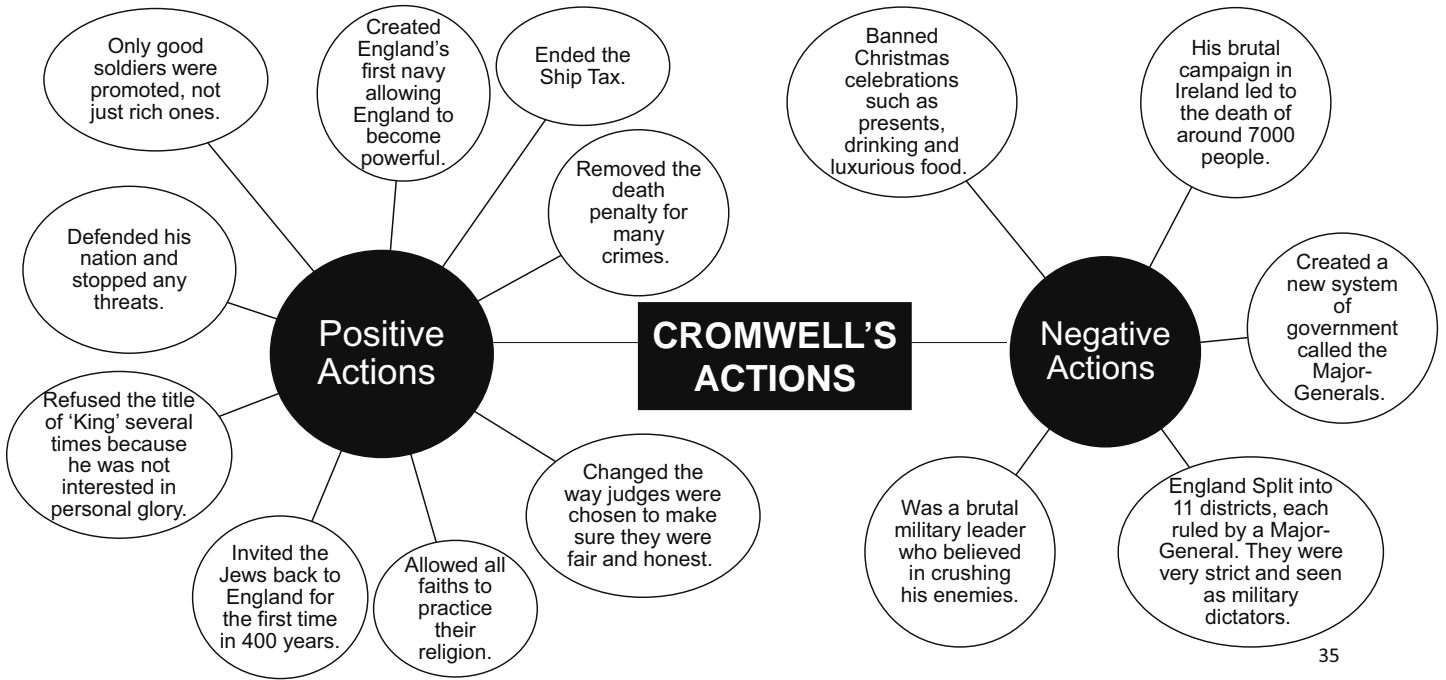 Only good
soldiers were
promoted, not
just rich ones.
Created
England’s
first navy
allowing
England to
become
powerful.
Ended the
Ship Tax.
Removed the
death
penalty for
many
crimes.
Defended his
nation and
stopped any
threats.
Positive
Actions
Refused the title
of ‘King’ several
times because
he was not
interested in
personal glory.
Invited the
Jews back to
England for
the first time
in 400 years.
Allowed all
faiths to
practice
their
religion.
Changed the
way judges were
chosen to make
sure they were
fair and honest.
CROMWELL’S
ACTIONS
Banned
Christmas
celebrations
such as
presents,
drinking and
luxurious food.
His brutal
campaign in
Ireland led to
the death of
around 7000
people.
Negative
Actions
Created a
new system
of
government
called the
Major-
Generals.
Was a brutal
military leader
who believed
in crushing
his enemies.
England Split into
11 districts, each
ruled by a Major-
General. They were
very strict and seen
as military
dictators.
35